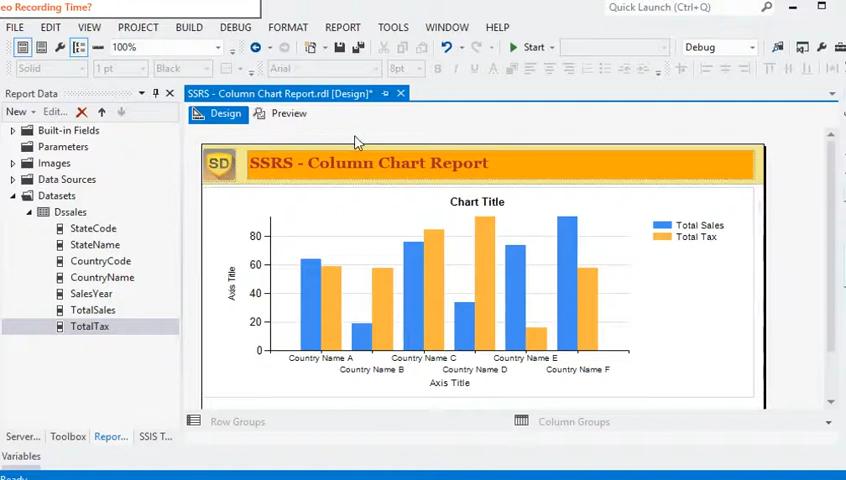 eo Recording Time?
Quick Launch (Ctrl+Q)
FILE EDIT VIEW PROJECT SSRS BUILD DEBUG FORMAT REPORT TOOLS WINDOW HELP
100% Start Debug
Solid 1 pt Black Arial 8pt B I U A
Report Data
SSRS - Column Chart Report.rdl [Design]*
New Edit...
Design Preview
Built-in Fields
Parameters
Images
Data Sources
Datasets
Dssales
StateCode
StateName
CountryCode
CountryName
SalesYear
TotalSales
TotalTax
SD SSRS - Column Chart Report
Chart Title
Total Sales
Total Tax
Axis Title
80
60
40
20
0
Country Name A Country Name C Country Name E
Country Name B Country Name D Country Name F
Axis Title
Row Groups Column Groups
Server... Toolbox Repor... SSIS T...
Variables
Ready